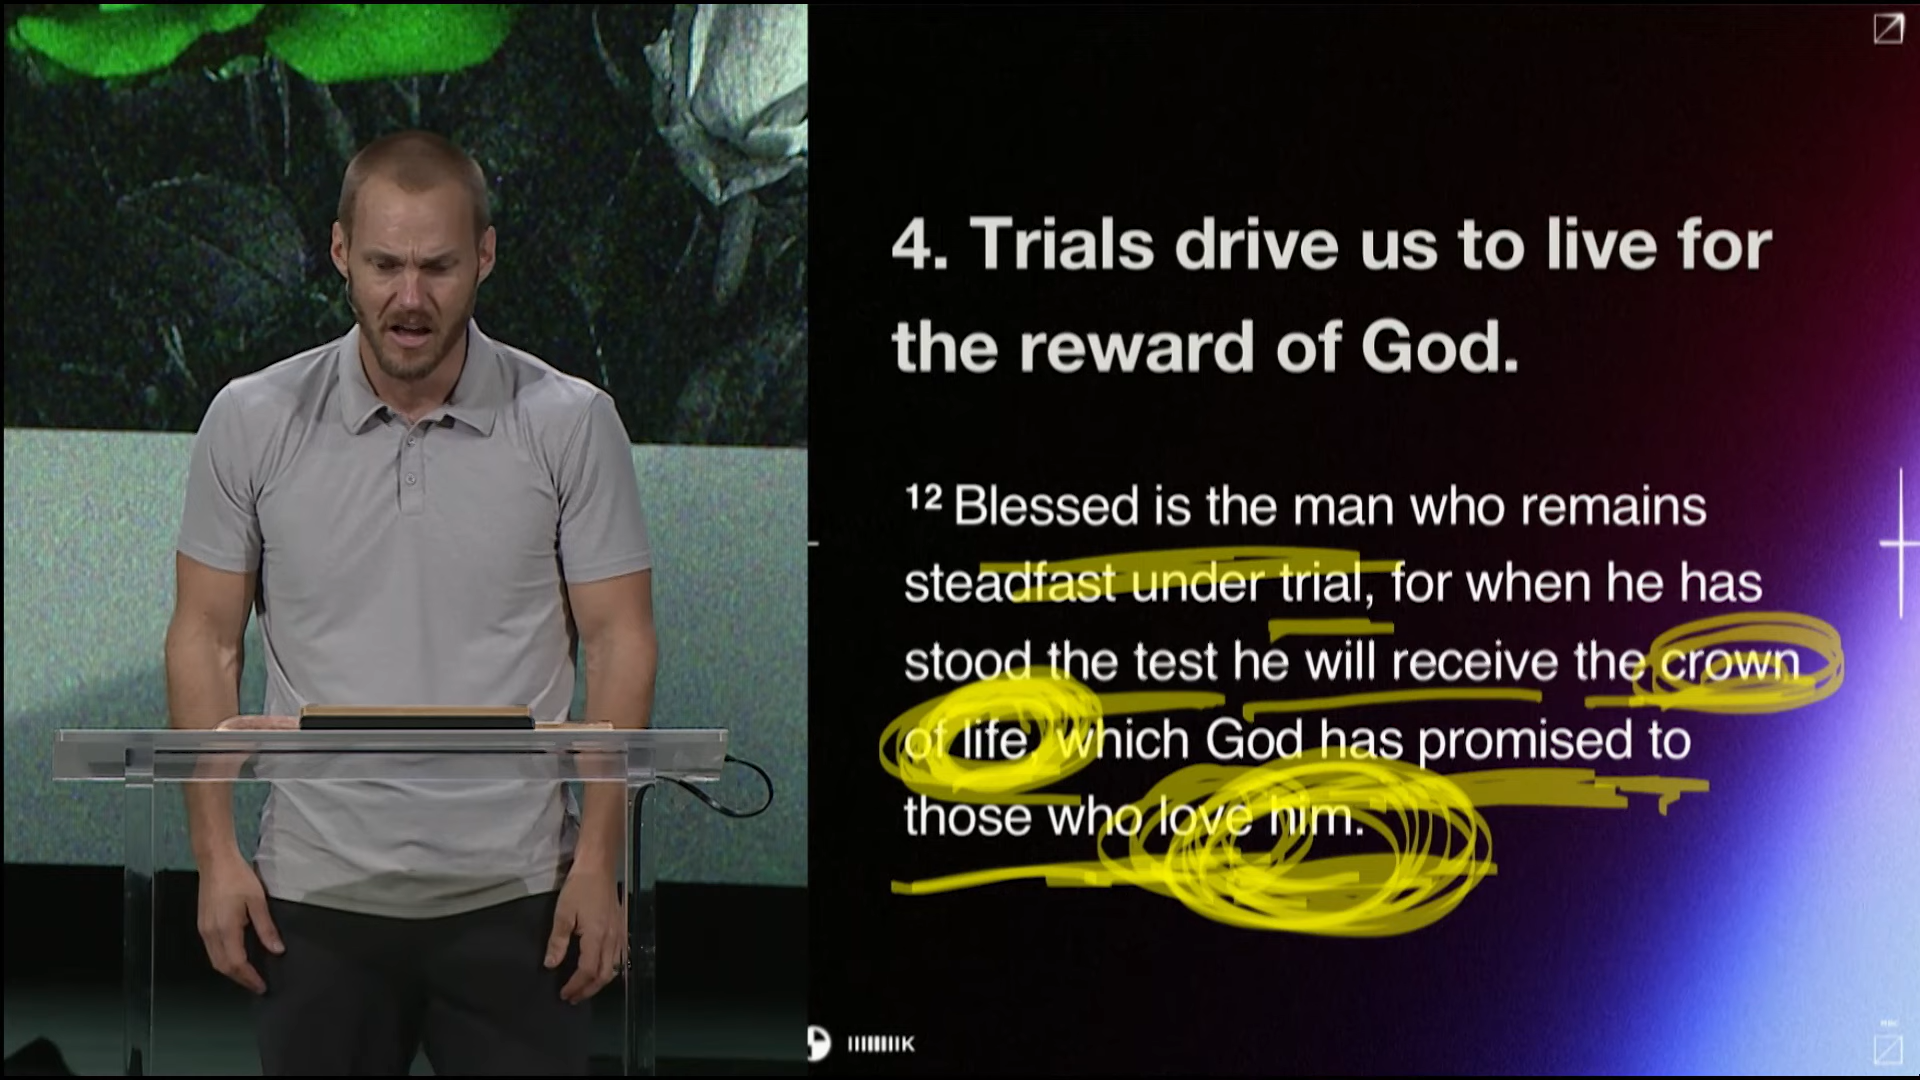 4. Trials drive us to live for
the reward of God.
12 Blessed is the man who remains
steadfast under trial, for when he has
stood the test he will receive the crown
of life, which God has promised to
those who love him.